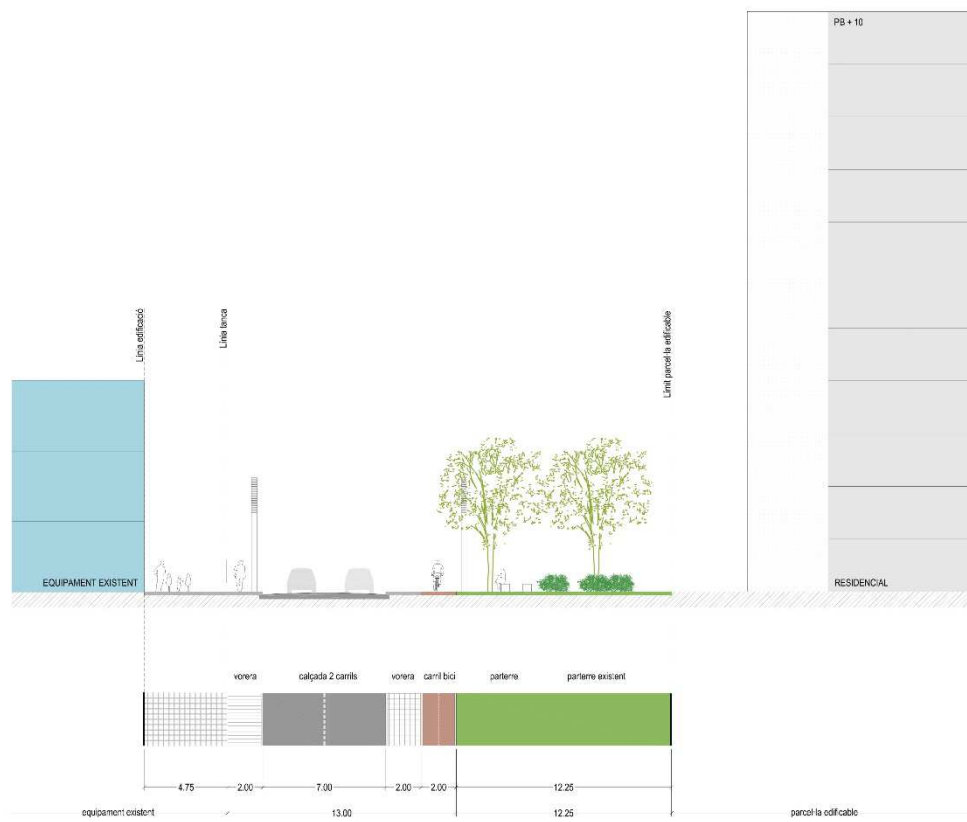 PB + 10
Línia edificació
Línia tanca
Límit parcel·la edificable
EQUIPAMENT EXISTENT
RESIDENCIAL
vorera calçada 2 carrils vorera carril bici parterre parterre existent
4.75 2.00 7.00 2.00 2.00 12.25
equipament existent 13.00 12.25 parcel·la edificable